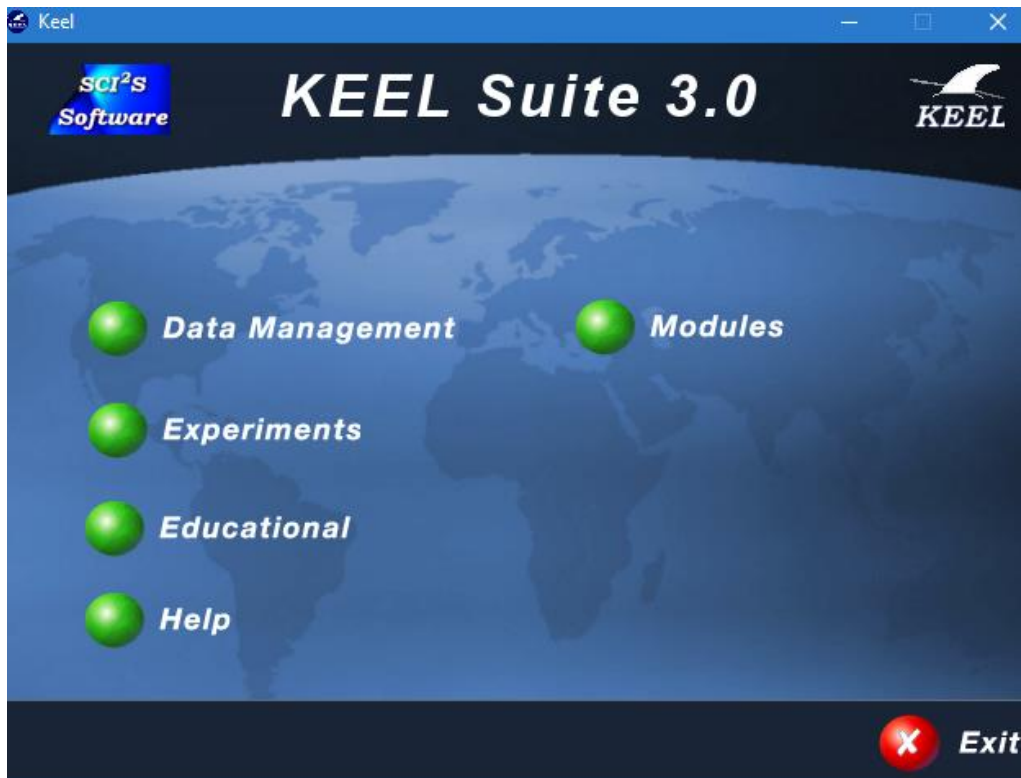 Keel
SCI²S
Software
KEEL Suite 3.0
KEEL
Data Management
Modules
Experiments
Educational
Help
Exit